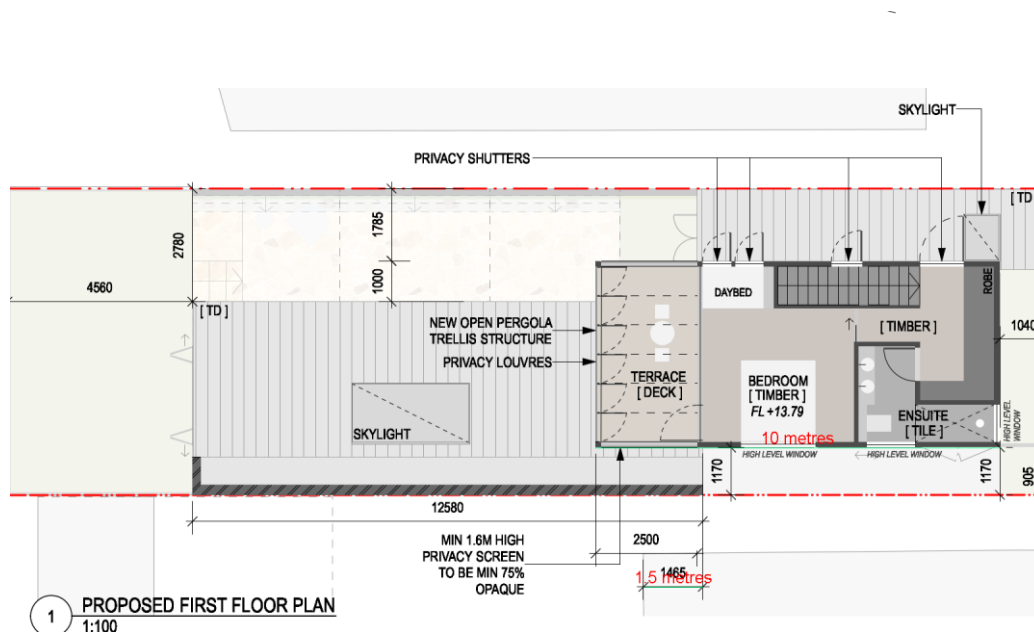 SKYLIGHT
PRIVACY SHUTTERS
[ TD
2780
1785
1000
4560
[ TD ]
DAYBED
ROBE
1040
NEW OPEN PERGOLA
TRELLIS STRUCTURE
PRIVACY LOUVRES
[ TIMBER ]
TERRACE
[ DECK ]
BEDROOM
[ TIMBER ]
FL +13.79
10 metres
ENSUITE
[ TILE ]
SKYLIGHT
HIGH LEVEL WINDOW
HIGH LEVEL WINDOW
HIGH LEVEL
WINDOW
1170
1170
905
12580
MIN 1.6M HIGH
PRIVACY SCREEN
TO BE MIN 75%
OPAQUE
2500
1465
1.5 metres
1
PROPOSED FIRST FLOOR PLAN
1:100